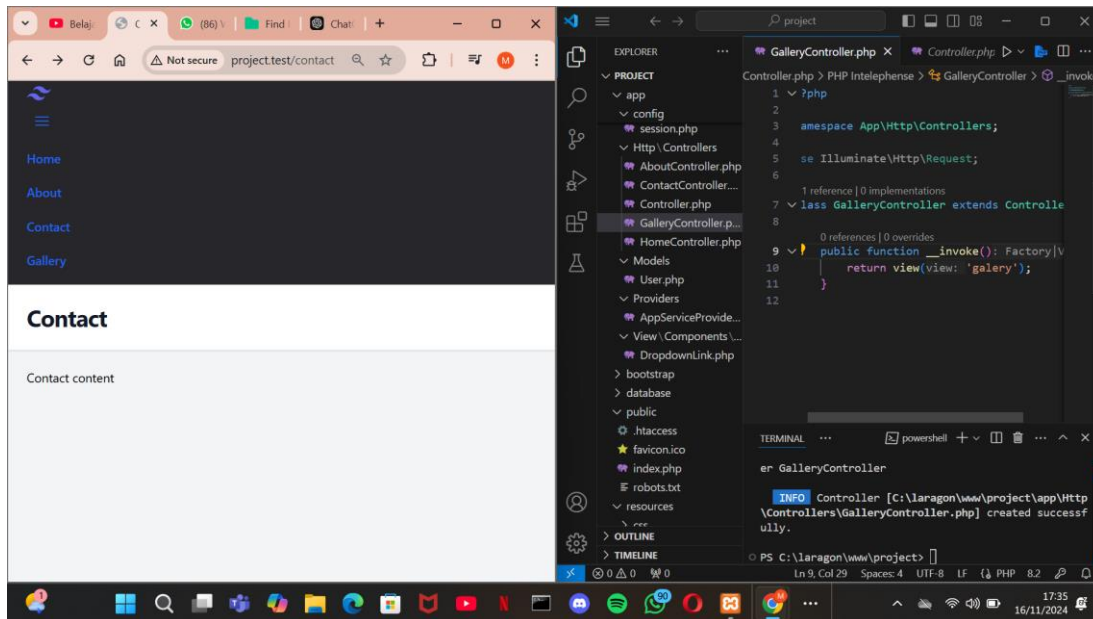 Belaj
C
(86) V
Find
Chat
Not secure
project.test/contact
M
Home
About
Contact
Gallery
Contact
Contact content
project
EXPLORER
PROJECT
app
config
session.php
Http \ Controllers
AboutController.php
ContactController....
Controller.php
GalleryController.p...
HomeController.php
Models
User.php
Providers
AppServiceProvide...
View \ Components \...
DropdownLink.php
bootstrap
database
public
.htaccess
favicon.ico
index.php
robots.txt
resources
OUTLINE
TIMELINE
GalleryController.php
Controller.php
Controller.php > PHP Intelephense > GalleryController > __invok
1 ?php
2
3 amespace App\Http\Controllers;
4
5 se Illuminate\Http\Request;
6
1 reference | 0 implementations
7 lass GalleryController extends Controlle
8
0 references | 0 overrides
9 public function __invoke(): Factory|V
10 return view(view: 'galery');
11 }
12
TERMINAL
powershell
er GalleryController
INFO Controller [C:\laragon\www\project\app\Http
\Controllers\GalleryController.php] created successf
ully.
PS C:\laragon\www\project>
0 0 0
Ln 9, Col 29 Spaces: 4 UTF-8 LF PHP 8.2
1
90
17:35
16/11/2024